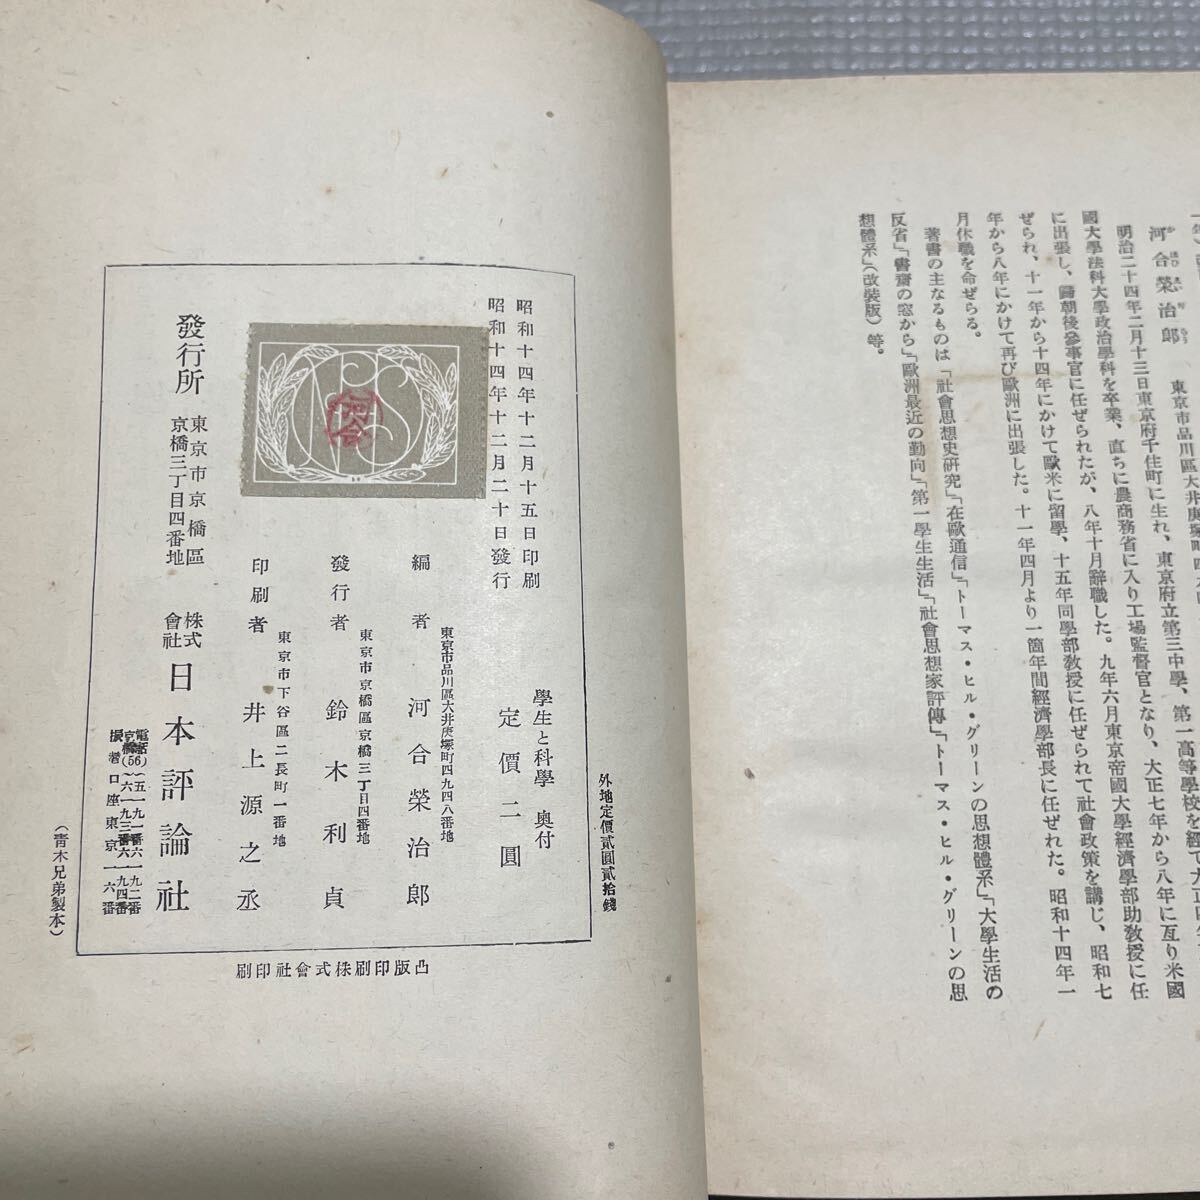 河合榮治郎
明治二十四年二月十三日東京府千住町に生れ、東京府立第三中學、第一高等學校を經て大正四年
國大學法科大學政治學科を卒業、直ちに農商務省に入り工場監督官となり、大正七年から八年に亙り米國
に出張し、歸朝後參事官に任ぜられたが、八年十月辭職した。九年六月東京帝國大學經濟學部助敎授に任
ぜられ、十一年から十四年にかけて歐米に留學、十五年同學部敎授に任ぜられて社會政策を講じ、昭和七
年から八年にかけて再び歐洲に出張した。十一年四月より一箇年間經濟學部長に任ぜれた。昭和十四年一
月休職を命ぜらる。
著書の主なるものは「社會思想史硏究」「在歐通信」「トーマス・ヒル・グリーンの思想體系」「大學生活の
反省」「書齋の窓から」「歐洲最近の動向」「第一學生生活」「社會思想家評傳」「トーマス・ヒル・グリーンの思
想體系」（改裝版）等。
外地定價貳圓貳拾錢
學生と科學 奧付
定價二圓
昭和十四年十二月十五日印刷
昭和十四年十二月二十日發行
河合
東京市品川區大井庚塚町四九四八番地
編者 河合榮治郎
東京市京橋區京橋三丁目四番地
發行者 鈴木利貞
東京市下谷區二長町一番地
印刷者 井上源之丞
發行所
東京市京橋區
京橋三丁目四番地
株式會社 日本評論社
電話京橋(56)
振替口座東京一六番
（青木兄弟製本）
凸版印刷株式會社印刷